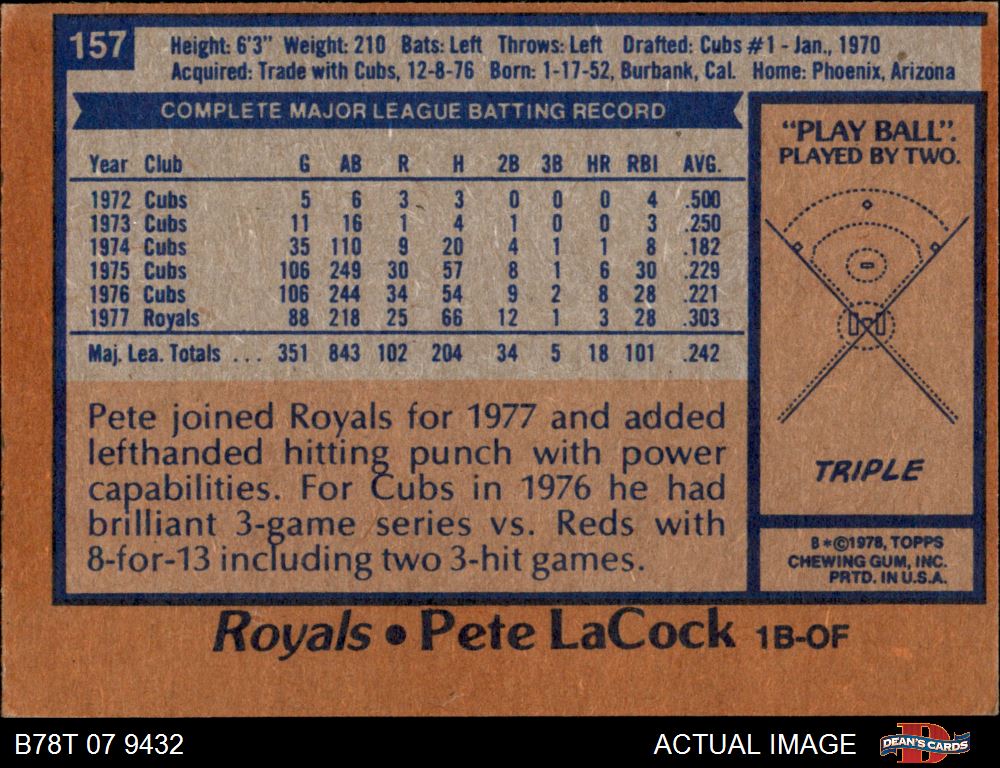 157
Height: 6'3" Weight: 210 Bats: Left Throws: Left Drafted: Cubs #1 - Jan., 1970
Acquired: Trade with Cubs, 12-8-76 Born: 1-17-52, Burbank, Cal. Home: Phoenix, Arizona
COMPLETE MAJOR LEAGUE BATTING RECORD
Year Club G AB R H 2B 3B HR RBI AVG.
1972 Cubs 5 6 3 3 0 0 0 4 .500
1973 Cubs 11 16 1 4 1 0 0 3 .250
1974 Cubs 35 110 9 20 4 1 1 8 .182
1975 Cubs 106 249 30 57 8 1 6 30 .229
1976 Cubs 106 244 34 54 9 2 8 28 .221
1977 Royals 88 218 25 66 12 1 3 28 .303
Maj. Lea. Totals ... 351 843 102 204 34 5 18 101 .242
Pete joined Royals for 1977 and added
lefthanded hitting punch with power
capabilities. For Cubs in 1976 he had
brilliant 3-game series vs. Reds with
8-for-13 including two 3-hit games.
"PLAY BALL".
PLAYED BY TWO.
TRIPLE
B*©1978, TOPPS
CHEWING GUM, INC.
PRTD. IN U.S.A.
Royals • Pete LaCock 1B-OF
B78T 07 9432
ACTUAL IMAGE
DEAN'S CARDS